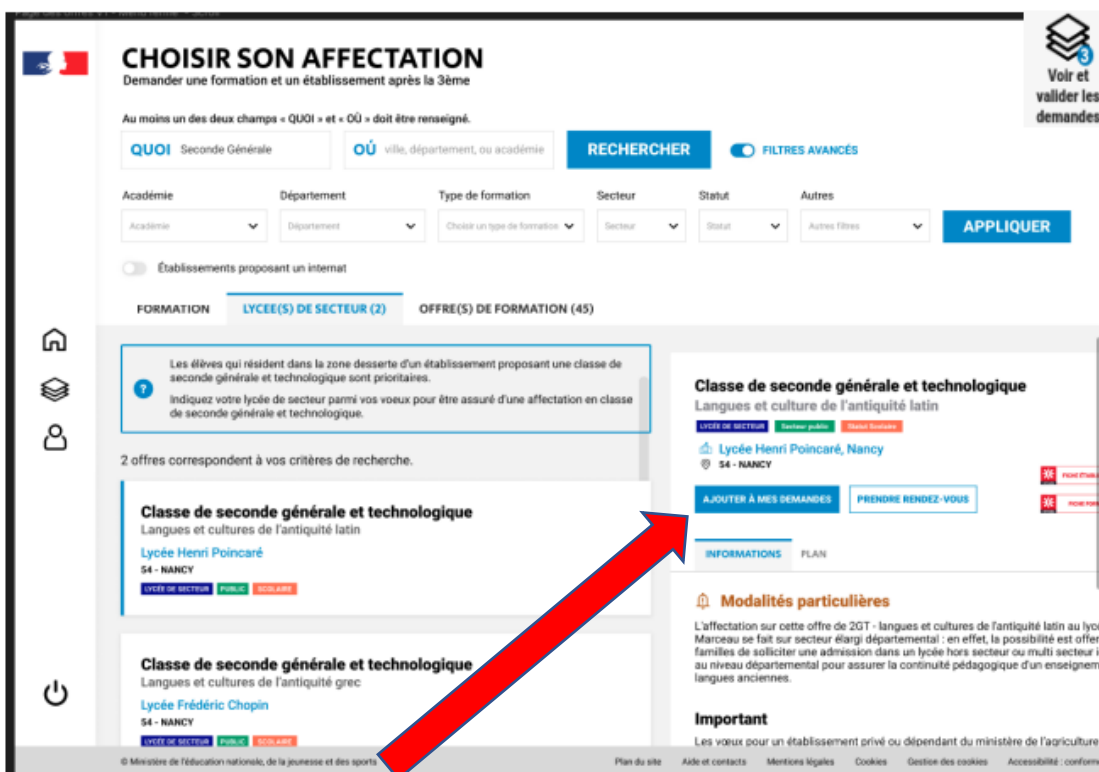 CHOISIR SON AFFECTATION
Demander une formation et un établissement après la 3ème
3
Voir et
valider les
demandes
Au moins un des deux champs « QUOI » et « OÙ » doit être renseigné.
QUOI Seconde Générale OÙ ville, département, ou académie RECHERCHER FILTRES AVANCÉS
Académie Département Type de formation Secteur Statut Autres
Académie Département Choisir un type de formation Secteur Statut Autres filtres APPLIQUER
Établissements proposant un internat
FORMATION LYCEE(S) DE SECTEUR (2) OFFRE(S) DE FORMATION (45)
Les élèves qui résident dans la zone desserte d'un établissement proposant une classe de
seconde générale et technologique sont prioritaires.
?
Indiquez votre lycée de secteur parmi vos voeux pour être assuré d'une affectation en classe
de seconde générale et technologique.
2 offres correspondent à vos critères de recherche.
Classe de seconde générale et technologique
Langues et cultures de l'antiquité latin
Lycée Henri Poincaré
54 - NANCY
LYCÉE DE SECTEUR PUBLIC SCOLAIRE
Classe de seconde générale et technologique
Langues et cultures de l'antiquité grec
Lycée Frédéric Chopin
54 - NANCY
LYCÉE DE SECTEUR PUBLIC SCOLAIRE
Classe de seconde générale et technologique
Langues et culture de l'antiquité latin
LYCÉE DE SECTEUR Secteur public Statut Scolaire
Lycée Henri Poincaré, Nancy
54 - NANCY
AJOUTER À MES DEMANDES PRENDRE RENDEZ-VOUS
INFORMATIONS PLAN
Modalités particulières
L'affectation sur cette offre de 2GT - langues et cultures de l'antiquité latin au lyc
Marceau se fait sur secteur élargi départemental : en effet, la possibilité est offer
familles de solliciter une admission dans un lycée hors secteur ou multi secteur i
au niveau départemental pour assurer la continuité pédagogique d'un enseignem
langues anciennes.
Important
Les vœux pour un établissement privé ou dépendant du ministère de l'agriculture
© Ministère de l'éducation nationale, de la jeunesse et des sports Plan du site Aide et contacts Mentions légales Cookies Gestion des cookies Accessibilité : conforme